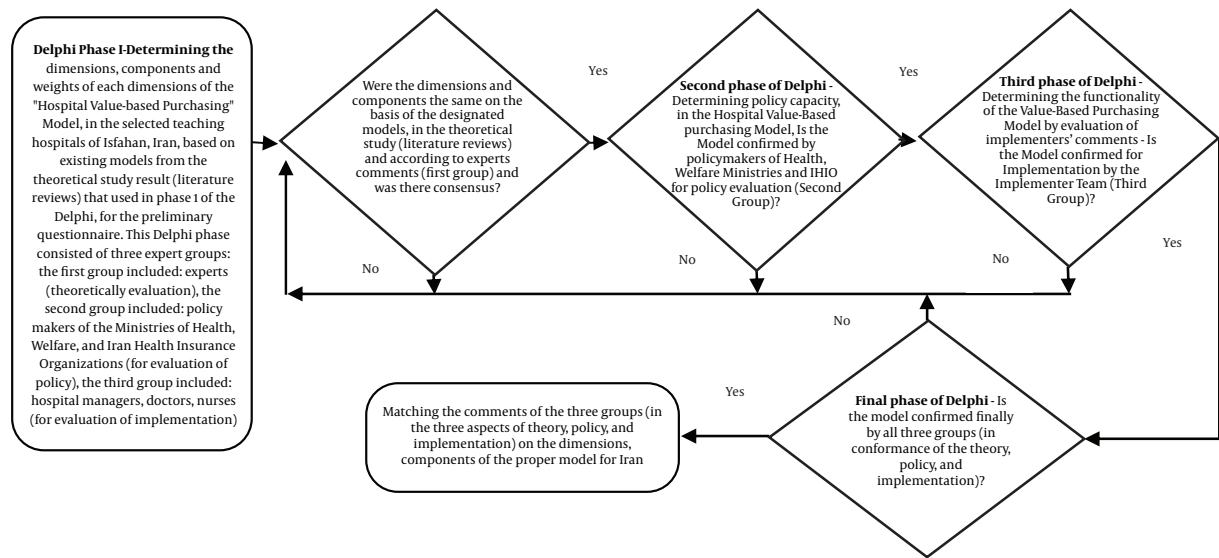 Delphi Phase I-Determining the
dimensions, components and
weights of each dimensions of the
"Hospital Value-based Purchasing"
Model, in the selected teaching
hospitals of Isfahan, Iran, based on
existing models from the
theoretical study result (literature
reviews) that used in phase 1 of the
Delphi, for the preliminary
questionnaire. This Delphi phase
consisted of three expert groups:
the first group included: experts
(theoretically evaluation), the
second group included: policy
makers of the Ministries of Health,
Welfare, and Iran Health Insurance
Organizations (for evaluation of
policy), the third group included:
hospital managers, doctors, nurses
(for evaluation of implementation)
Were the dimensions and
components the same on the
basis of the designated
models, in the theoretical
study (literature reviews)
and according to experts
comments (first group) and
was there consensus?
Yes
No
Second phase of Delphi -
Determining policy capacity,
in the Hospital Value-Based
purchasing Model, Is the
Model confirmed by
policymakers of Health,
Welfare Ministries and IHIO
for policy evaluation (Second
Group)?
Yes
No
Third phase of Delphi -
Determining the functionality
of the Value-Based Purchasing
Model by evaluation of
implementers' comments - Is
the Model confirmed for
Implementation by the
Implementer Team (Third
Group)?
Yes
No
Final phase of Delphi - Is
the model confirmed finally
by all three groups (in
conformance of the theory,
policy, and
implementation)?
No
Yes
Matching the comments of the three groups (in
the three aspects of theory, policy, and
implementation) on the dimensions,
components of the proper model for Iran